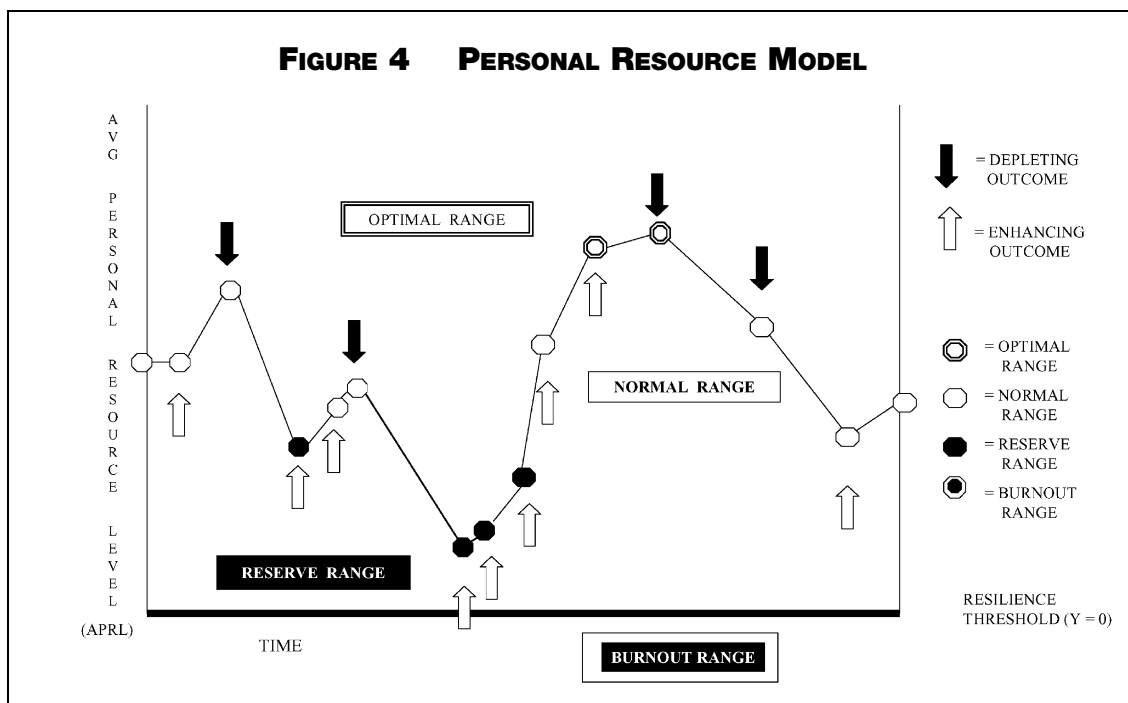 FIGURE 4 PERSONAL RESOURCE MODEL
AVG PERSONAL RESOURCE LEVEL
(APRL)
OPTIMAL RANGE
NORMAL RANGE
RESERVE RANGE
BURNOUT RANGE
TIME
= DEPLETING
OUTCOME
= ENHANCING
OUTCOME
= OPTIMAL
RANGE
= NORMAL
RANGE
= RESERVE
RANGE
= BURNOUT
RANGE
RESILIENCE
THRESHOLD (Y = 0)